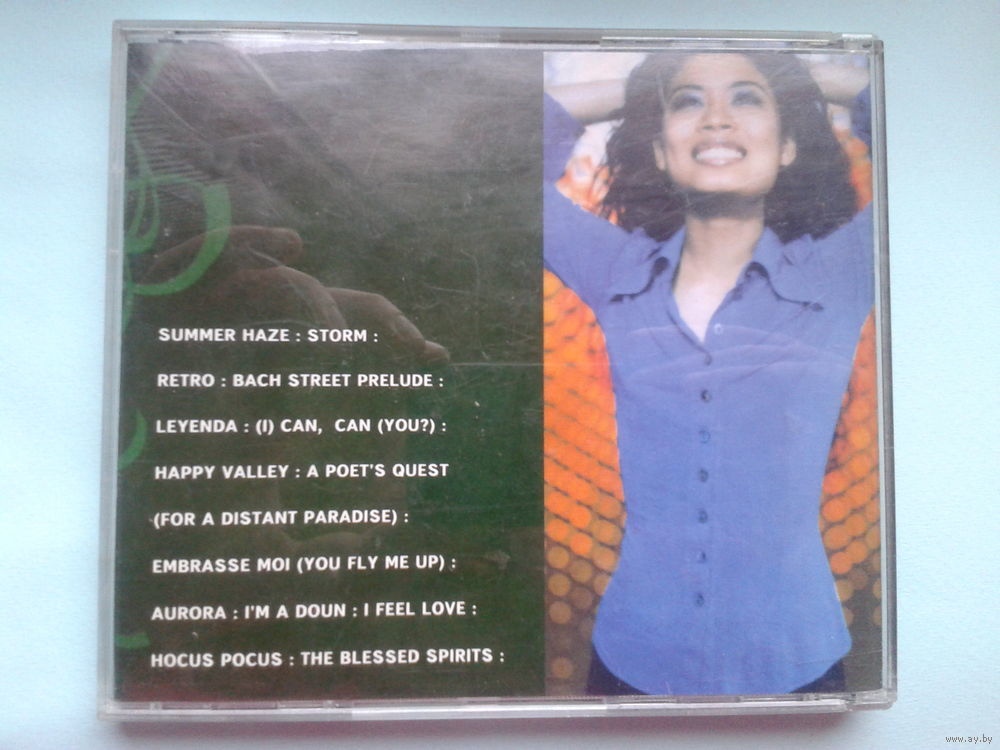 SUMMER HAZE : STORM :
RETRO : BACH STREET PRELUDE :
LEYENDA : (I) CAN, CAN (YOU?) :
HAPPY VALLEY : A POET'S QUEST
(FOR A DISTANT PARADISE) :
EMBRASSE MOI (YOU FLY ME UP) :
AURORA : I'M A DOUN : I FEEL LOVE :
HOCUS POCUS : THE BLESSED SPIRITS :
www.ay.by